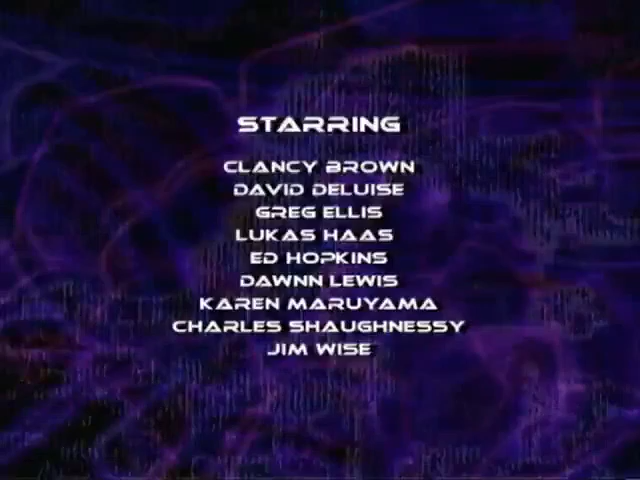 STARRING
CLANCY BROWN
DAVID DELUISE
GREG ELLIS
LUKAS HAAS
ED HOPKINS
DAWNN LEWIS
KAREN MARUYAMA
CHARLES SHAUGHNESSY
JIM WISE